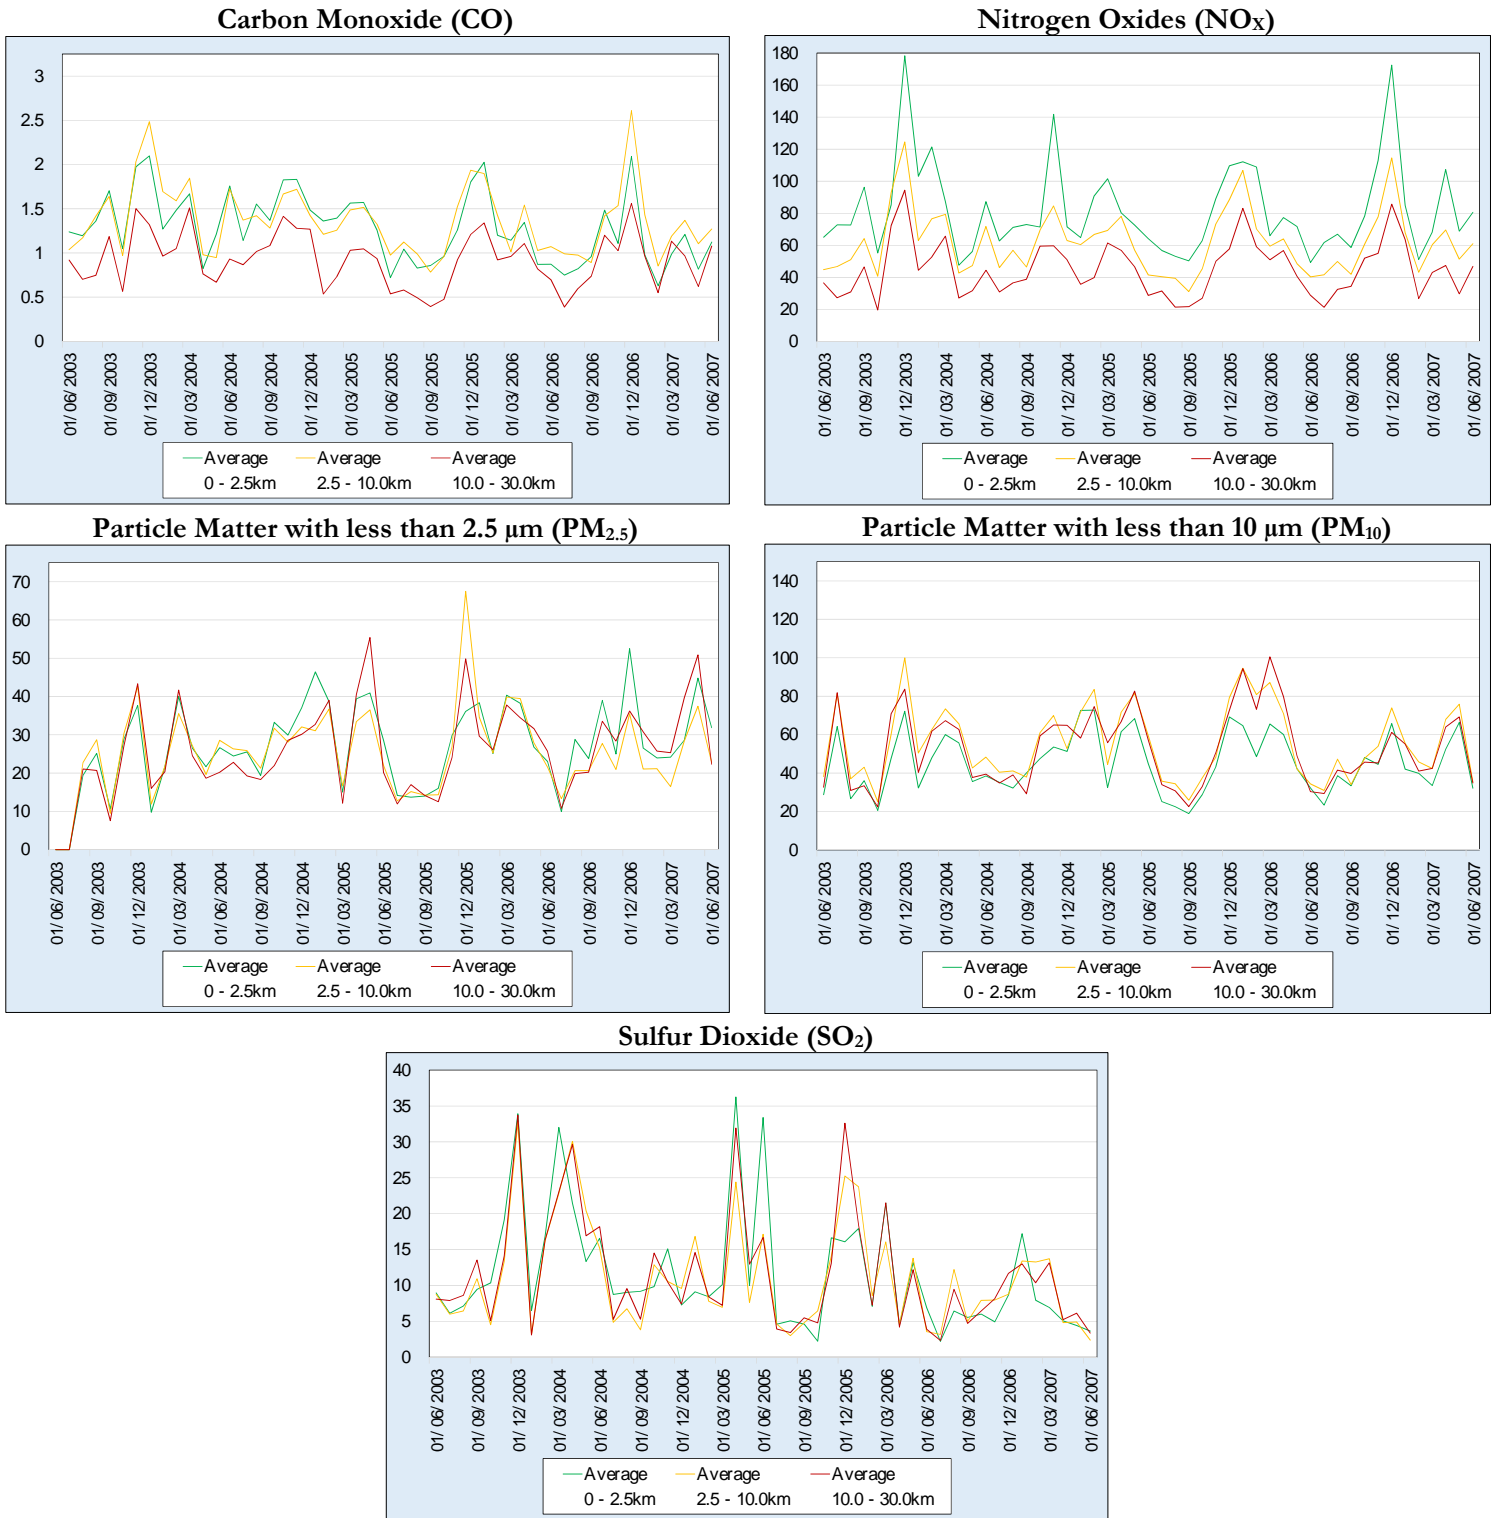 Carbon Monoxide (CO)
3
2.5
2
1.5
1
0.5
0
01/ 06/ 2003
01/ 09/ 2003
01/ 12/ 2003
01/ 03/ 2004
01/ 06/ 2004
01/ 09/ 2004
01/ 12/ 2004
01/ 03/ 2005
01/ 06/ 2005
01/ 09/ 2005
01/ 12/ 2005
01/ 03/ 2006
01/ 06/ 2006
01/ 09/ 2006
01/ 12/ 2006
01/ 03/ 2007
01/ 06/ 2007
Average Average Average
0 - 2.5km 2.5 - 10.0km 10.0 - 30.0km
Nitrogen Oxides (NOX)
180
160
140
120
100
80
60
40
20
0
01/ 06/ 2003
01/ 09/ 2003
01/ 12/ 2003
01/ 03/ 2004
01/ 06/ 2004
01/ 09/ 2004
01/ 12/ 2004
01/ 03/ 2005
01/ 06/ 2005
01/ 09/ 2005
01/ 12/ 2005
01/ 03/ 2006
01/ 06/ 2006
01/ 09/ 2006
01/ 12/ 2006
01/ 03/ 2007
01/ 06/ 2007
Average Average Average
0 - 2.5km 2.5 - 10.0km 10.0 - 30.0km
Particle Matter with less than 2.5 µm (PM2.5)
70
60
50
40
30
20
10
0
01/ 06/ 2003
01/ 09/ 2003
01/ 12/ 2003
01/ 03/ 2004
01/ 06/ 2004
01/ 09/ 2004
01/ 12/ 2004
01/ 03/ 2005
01/ 06/ 2005
01/ 09/ 2005
01/ 12/ 2005
01/ 03/ 2006
01/ 06/ 2006
01/ 09/ 2006
01/ 12/ 2006
01/ 03/ 2007
01/ 06/ 2007
Average Average Average
0 - 2.5km 2.5 - 10.0km 10.0 - 30.0km
Particle Matter with less than 10 µm (PM10)
140
120
100
80
60
40
20
0
01/ 06/ 2003
01/ 09/ 2003
01/ 12/ 2003
01/ 03/ 2004
01/ 06/ 2004
01/ 09/ 2004
01/ 12/ 2004
01/ 03/ 2005
01/ 06/ 2005
01/ 09/ 2005
01/ 12/ 2005
01/ 03/ 2006
01/ 06/ 2006
01/ 09/ 2006
01/ 12/ 2006
01/ 03/ 2007
01/ 06/ 2007
Average Average Average
0 - 2.5km 2.5 - 10.0km 10.0 - 30.0km
Sulfur Dioxide (SO2)
40
35
30
25
20
15
10
5
0
01/ 06/ 2003
01/ 09/ 2003
01/ 12/ 2003
01/ 03/ 2004
01/ 06/ 2004
01/ 09/ 2004
01/ 12/ 2004
01/ 03/ 2005
01/ 06/ 2005
01/ 09/ 2005
01/ 12/ 2005
01/ 03/ 2006
01/ 06/ 2006
01/ 09/ 2006
01/ 12/ 2006
01/ 03/ 2007
01/ 06/ 2007
Average Average Average
0 - 2.5km 2.5 - 10.0km 10.0 - 30.0km